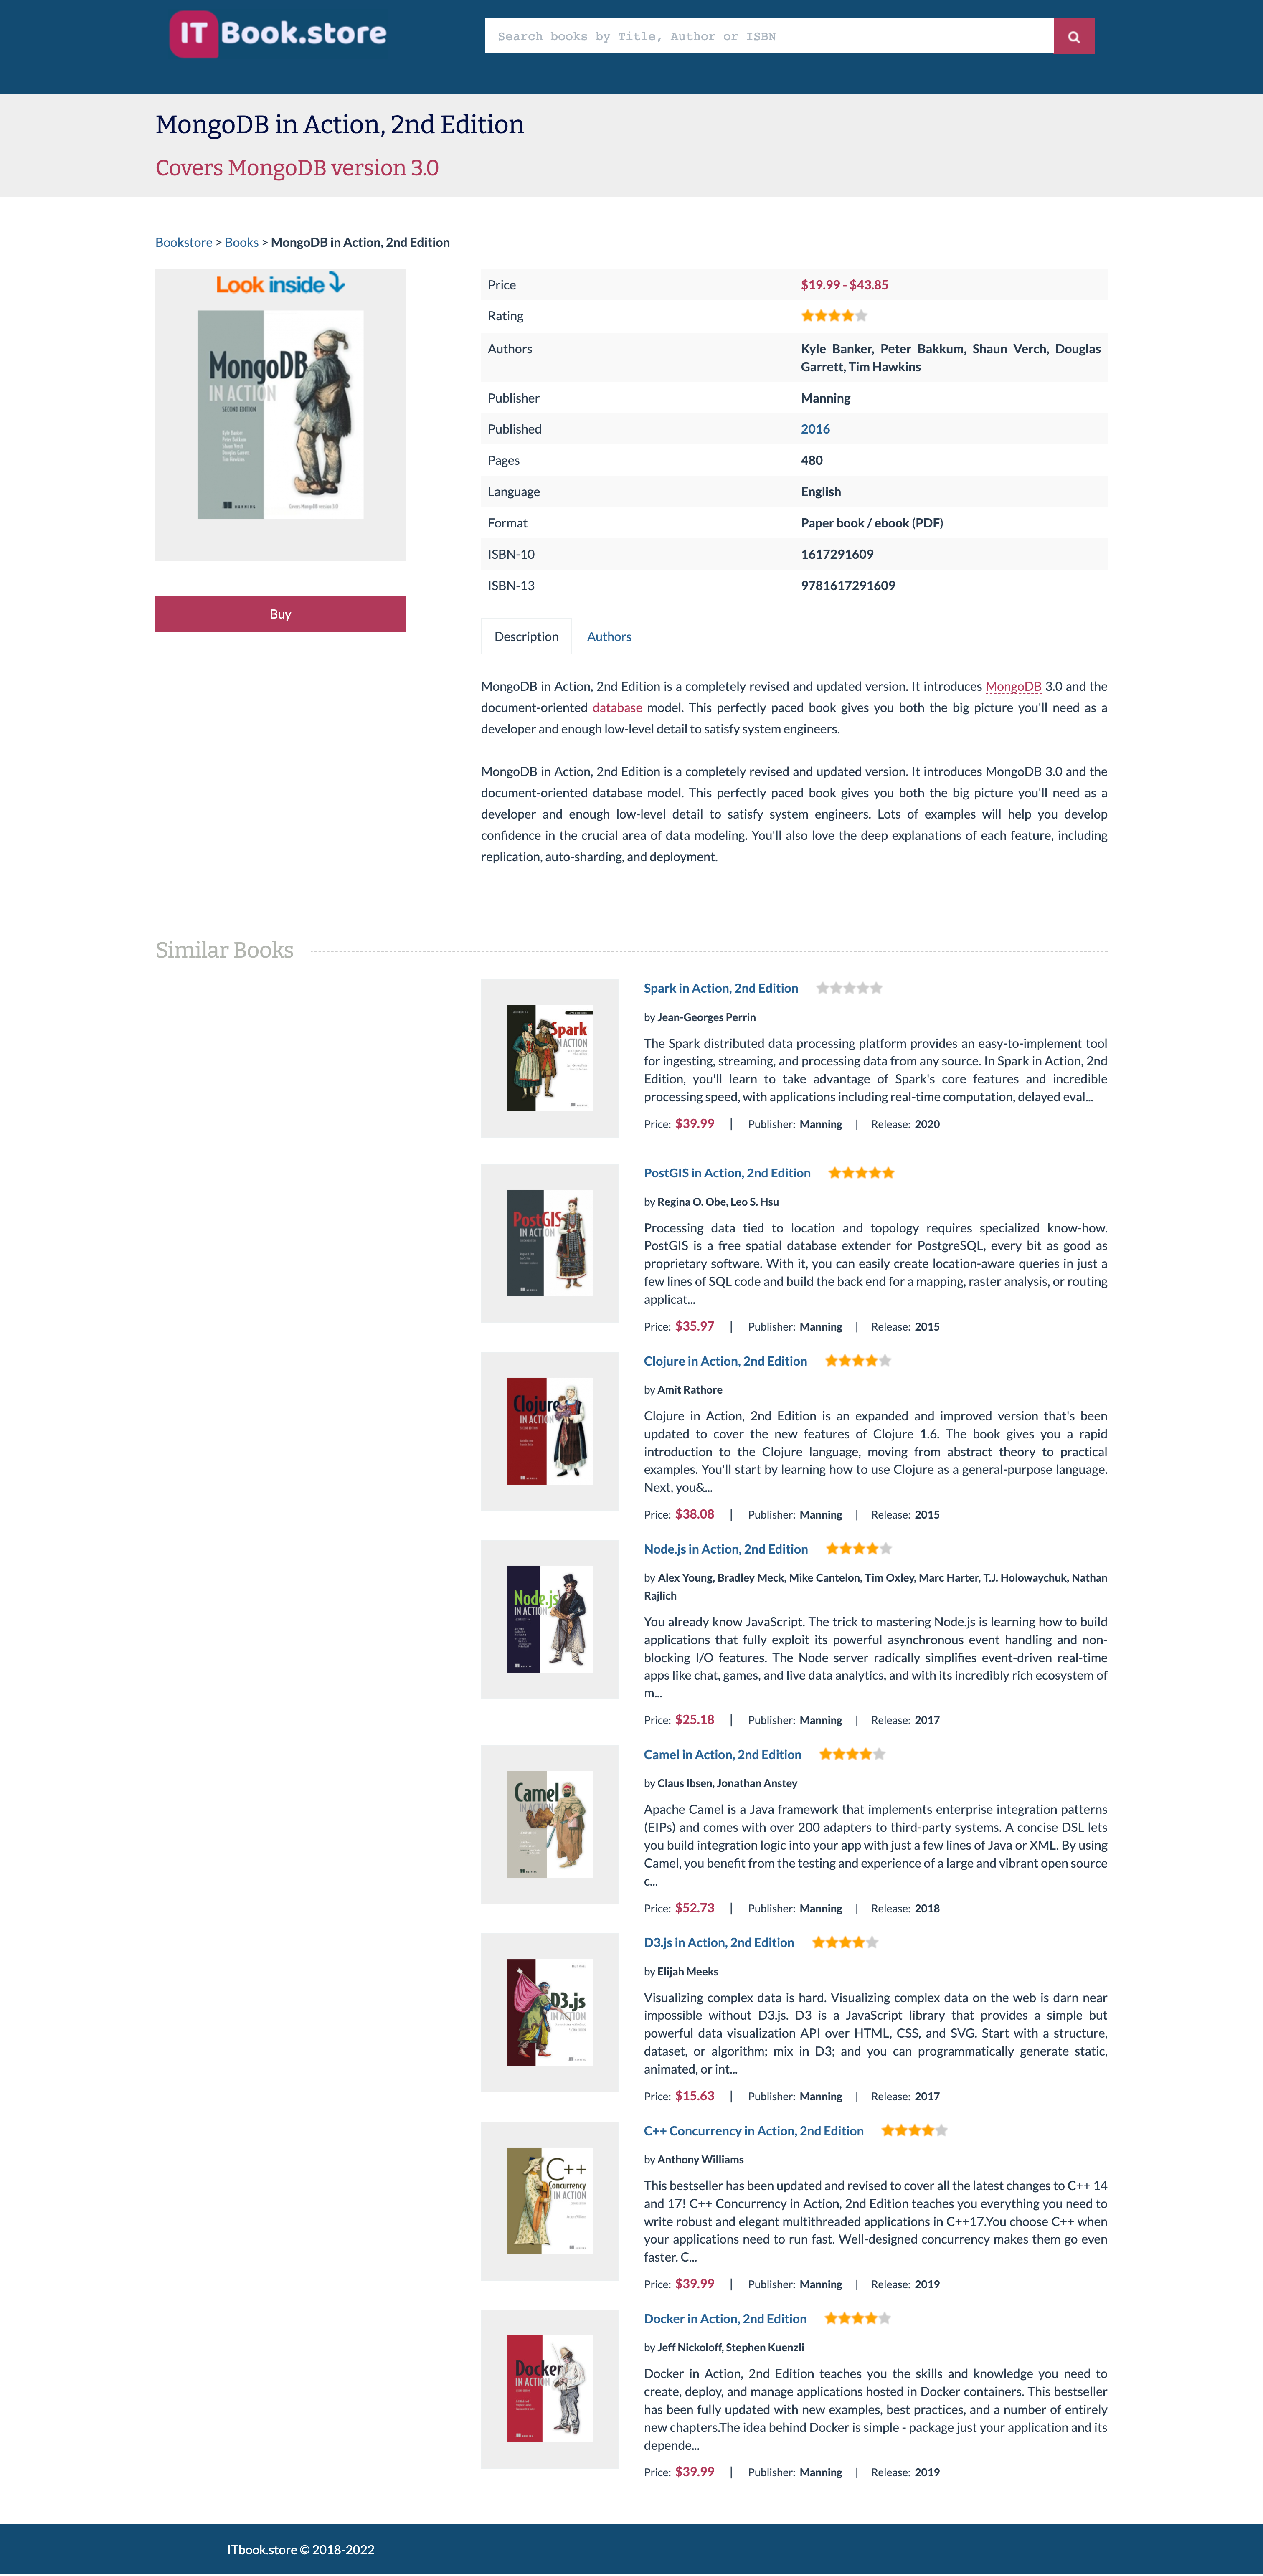 IT Book.store
Search books by Title, Author or ISBN
MongoDB in Action, 2nd Edition
Covers MongoDB version 3.0
Bookstore > Books > MongoDB in Action, 2nd Edition
Look inside
MongoDB
IN ACTION
SECOND EDITION
Kyle Banker
Peter Bakkum
Shaun Verch
Douglas Garrett
Tim Hawkins
MANNING
Covers MongoDB version 3.0
Buy
Price $19.99 - $43.85
Rating
Authors Kyle Banker, Peter Bakkum, Shaun Verch, Douglas
Garrett, Tim Hawkins
Publisher Manning
Published 2016
Pages 480
Language English
Format Paper book / ebook (PDF)
ISBN-10 1617291609
ISBN-13 9781617291609
Description Authors
MongoDB in Action, 2nd Edition is a completely revised and updated version. It introduces MongoDB 3.0 and the
document-oriented database model. This perfectly paced book gives you both the big picture you'll need as a
developer and enough low-level detail to satisfy system engineers.
MongoDB in Action, 2nd Edition is a completely revised and updated version. It introduces MongoDB 3.0 and the
document-oriented database model. This perfectly paced book gives you both the big picture you'll need as a
developer and enough low-level detail to satisfy system engineers. Lots of examples will help you develop
confidence in the crucial area of data modeling. You'll also love the deep explanations of each feature, including
replication, auto-sharding, and deployment.
Similar Books
Spark
IN ACTION
Spark in Action, 2nd Edition
by Jean-Georges Perrin
The Spark distributed data processing platform provides an easy-to-implement tool
for ingesting, streaming, and processing data from any source. In Spark in Action, 2nd
Edition, you'll learn to take advantage of Spark's core features and incredible
processing speed, with applications including real-time computation, delayed eval...
Price: $39.99 | Publisher: Manning | Release: 2020
PostGIS
IN ACTION
PostGIS in Action, 2nd Edition
by Regina O. Obe, Leo S. Hsu
Processing data tied to location and topology requires specialized know-how.
PostGIS is a free spatial database extender for PostgreSQL, every bit as good as
proprietary software. With it, you can easily create location-aware queries in just a
few lines of SQL code and build the back end for a mapping, raster analysis, or routing
applicat...
Price: $35.97 | Publisher: Manning | Release: 2015
Clojure
IN ACTION
Clojure in Action, 2nd Edition
by Amit Rathore
Clojure in Action, 2nd Edition is an expanded and improved version that's been
updated to cover the new features of Clojure 1.6. The book gives you a rapid
introduction to the Clojure language, moving from abstract theory to practical
examples. You'll start by learning how to use Clojure as a general-purpose language.
Next, you&...
Price: $38.08 | Publisher: Manning | Release: 2015
Node.js
IN ACTION
Node.js in Action, 2nd Edition
by Alex Young, Bradley Meck, Mike Cantelon, Tim Oxley, Marc Harter, T.J. Holowaychuk, Nathan
Rajlich
You already know JavaScript. The trick to mastering Node.js is learning how to build
applications that fully exploit its powerful asynchronous event handling and non-
blocking I/O features. The Node server radically simplifies event-driven real-time
apps like chat, games, and live data analytics, and with its incredibly rich ecosystem of
m...
Price: $25.18 | Publisher: Manning | Release: 2017
Camel
IN ACTION
Camel in Action, 2nd Edition
by Claus Ibsen, Jonathan Anstey
Apache Camel is a Java framework that implements enterprise integration patterns
(EIPs) and comes with over 200 adapters to third-party systems. A concise DSL lets
you build integration logic into your app with just a few lines of Java or XML. By using
Camel, you benefit from the testing and experience of a large and vibrant open source
c...
Price: $52.73 | Publisher: Manning | Release: 2018
D3.js
IN ACTION
D3.js in Action, 2nd Edition
by Elijah Meeks
Visualizing complex data is hard. Visualizing complex data on the web is darn near
impossible without D3.js. D3 is a JavaScript library that provides a simple but
powerful data visualization API over HTML, CSS, and SVG. Start with a structure,
dataset, or algorithm; mix in D3; and you can programmatically generate static,
animated, or int...
Price: $15.63 | Publisher: Manning | Release: 2017
C++
Concurrency
IN ACTION
C++ Concurrency in Action, 2nd Edition
by Anthony Williams
This bestseller has been updated and revised to cover all the latest changes to C++ 14
and 17! C++ Concurrency in Action, 2nd Edition teaches you everything you need to
write robust and elegant multithreaded applications in C++17.You choose C++ when
your applications need to run fast. Well-designed concurrency makes them go even
faster. C...
Price: $39.99 | Publisher: Manning | Release: 2019
Docker
IN ACTION
Docker in Action, 2nd Edition
by Jeff Nickoloff, Stephen Kuenzli
Docker in Action, 2nd Edition teaches you the skills and knowledge you need to
create, deploy, and manage applications hosted in Docker containers. This bestseller
has been fully updated with new examples, best practices, and a number of entirely
new chapters.The idea behind Docker is simple - package just your application and its
depende...
Price: $39.99 | Publisher: Manning | Release: 2019
ITbook.store © 2018-2022